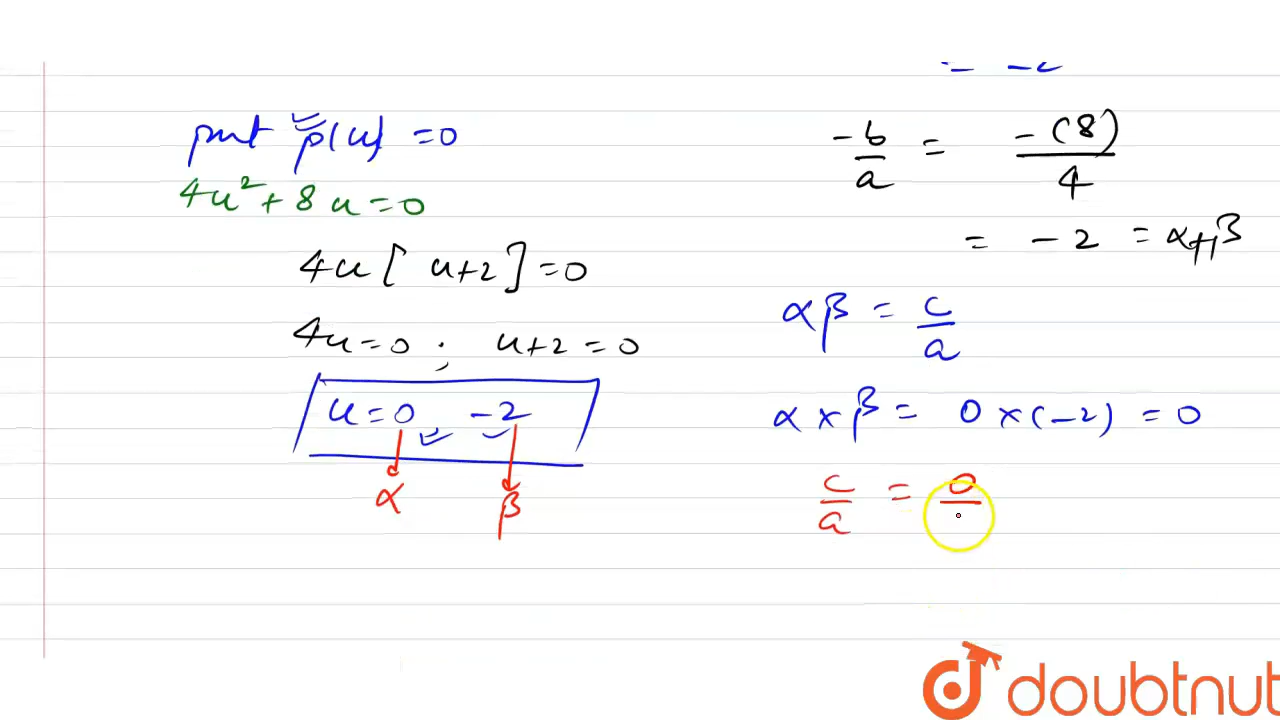 put p(u) = 0
4u² + 8u = 0
4u [ u+2 ] = 0
4u = 0 ; u+2 = 0
u = 0 -2
α β
-b/a = -(8)/4
= -2 = α+β
αβ = c/a
α × β = 0 × (-2) = 0
c/a = 0/
doubtnut